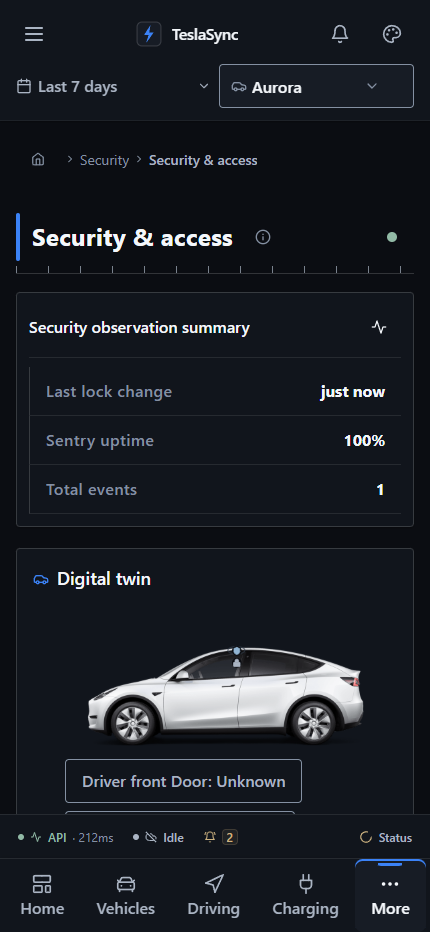 TeslaSync
Last 7 days
Aurora
Security
Security & access
Security & access
Security observation summary
Last lock change
just now
Sentry uptime
100%
Total events
1
Digital twin
Driver front Door: Unknown
API · 212ms
Idle
2
Status
Home
Vehicles
Driving
Charging
More